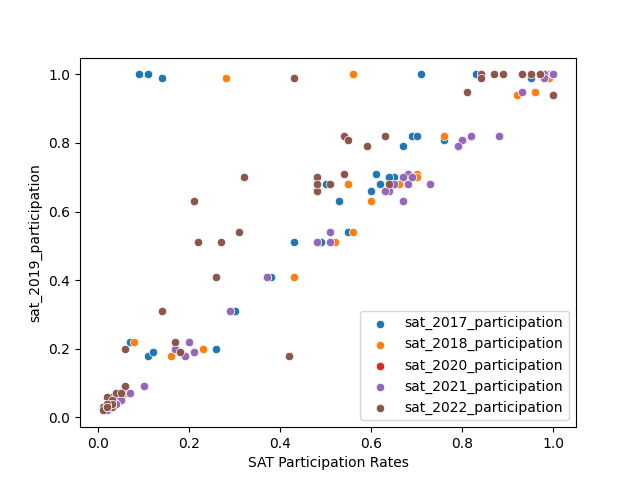 1.0
0.8
0.6
0.4
0.2
0.0
sat_2019_participation
sat_2017_participation
sat_2018_participation
sat_2020_participation
sat_2021_participation
sat_2022_participation
0.0 0.2 0.4 0.6 0.8 1.0
SAT Participation Rates